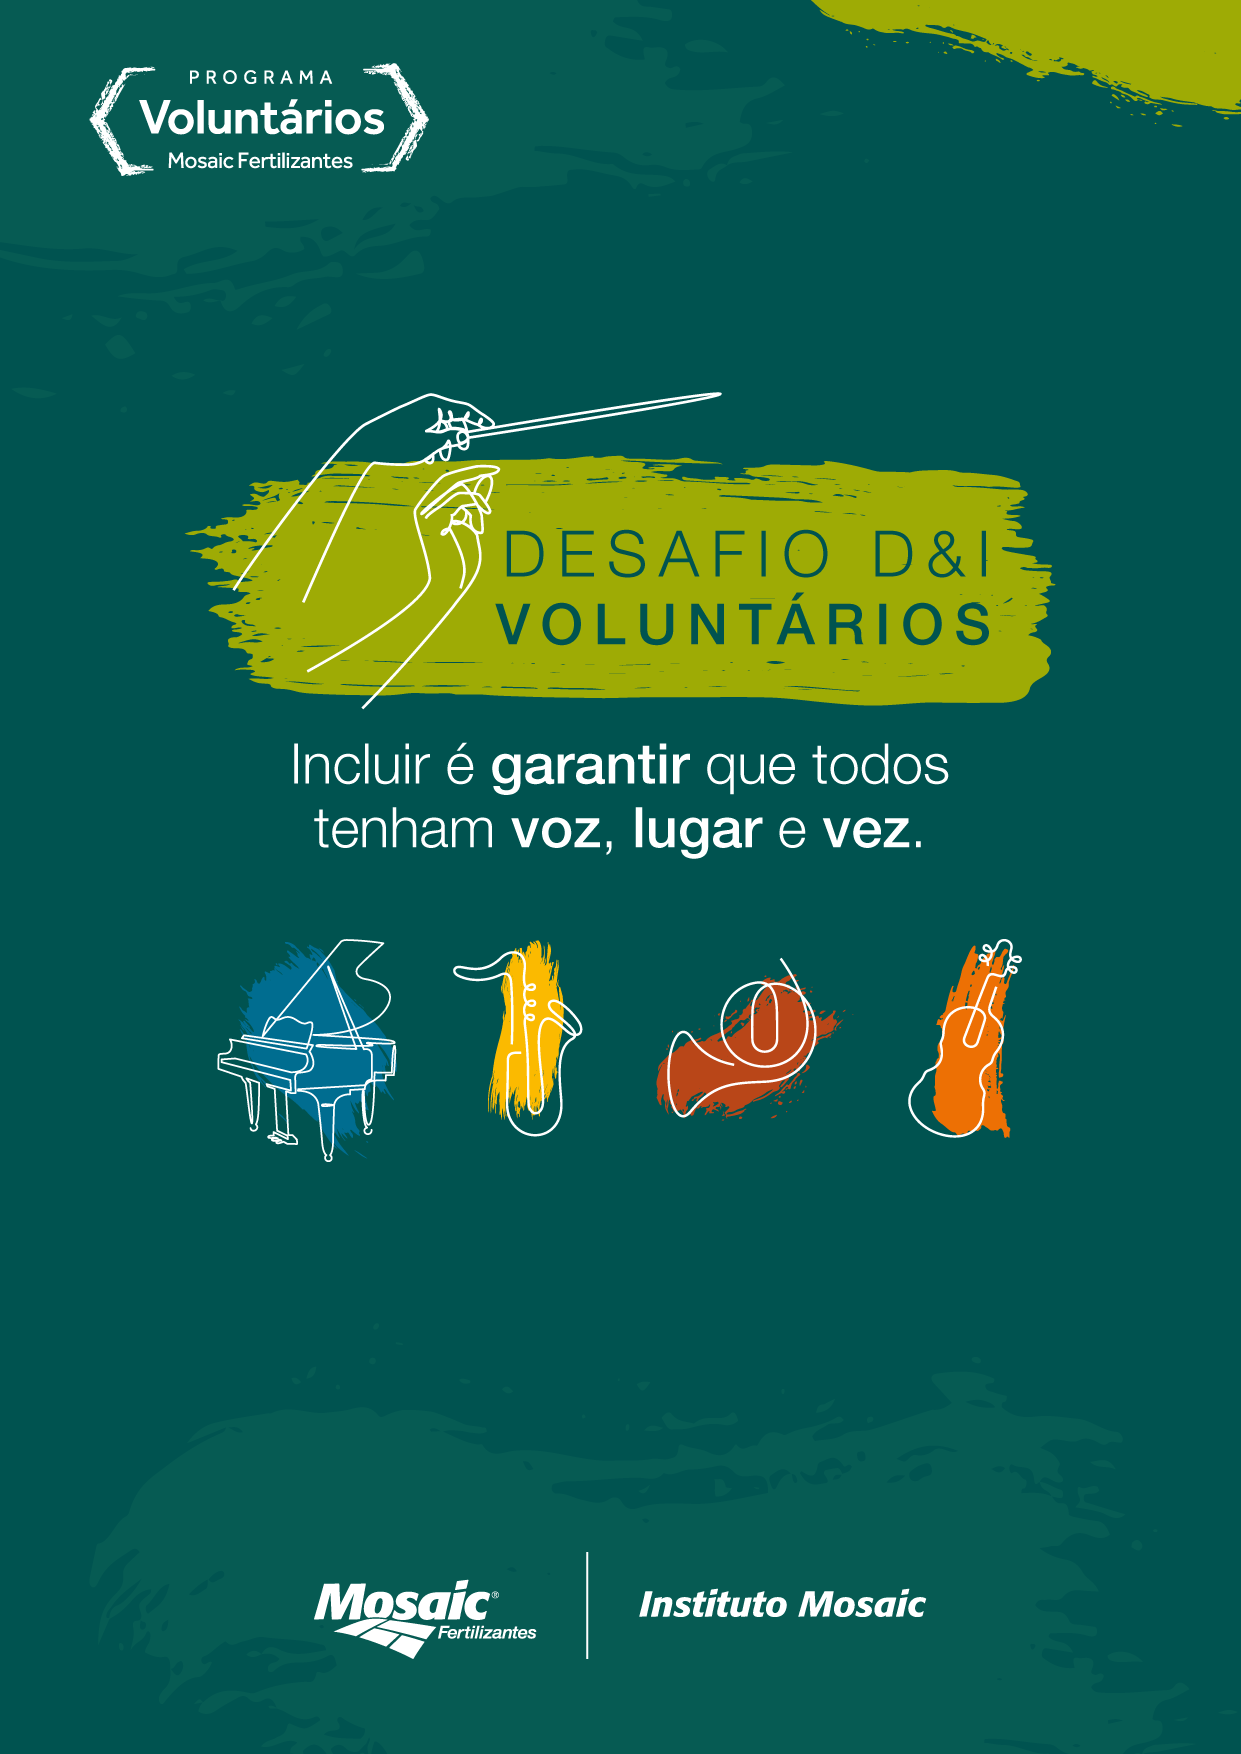 PROGRAMA
Voluntários
Mosaic Fertilizantes
DESAFIO D&I
VOLUNTÁRIOS
Incluir é garantir que todos
tenham voz, lugar e vez.
Mosaic®
Fertilizantes
Instituto Mosaic